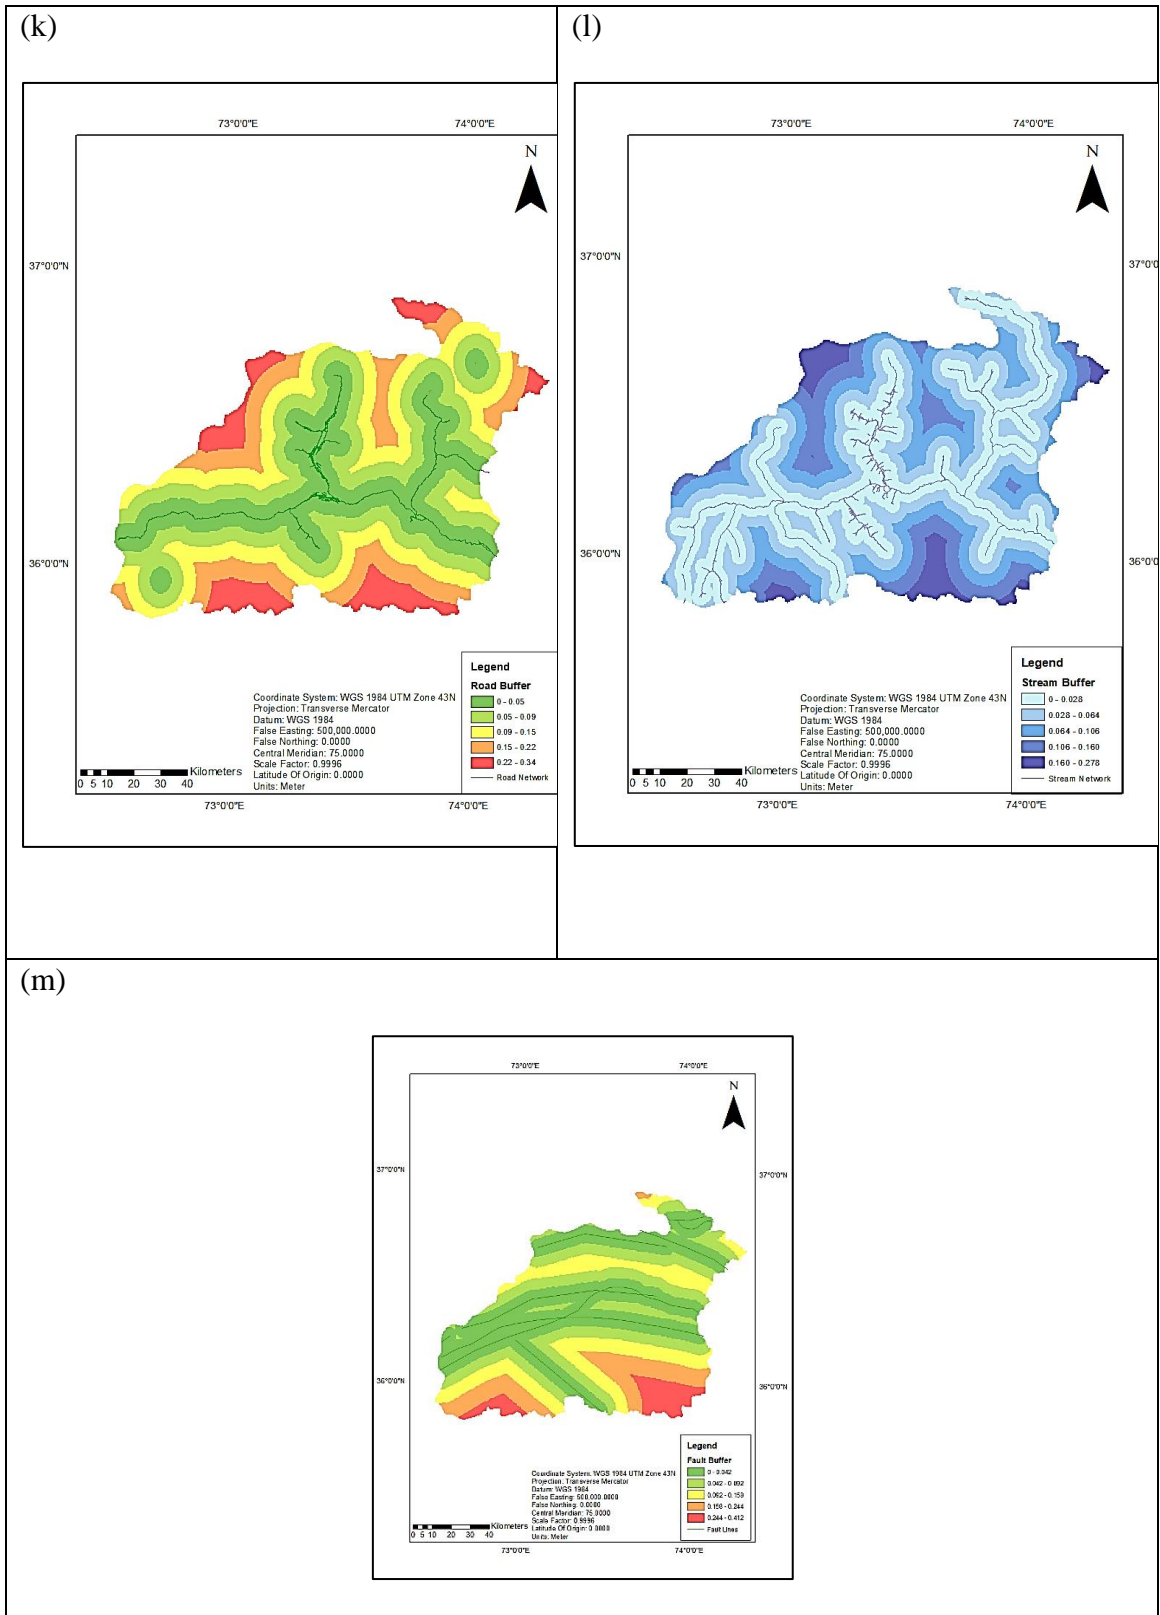 (k)
73°0'0"E
74°0'0"E
N
37°0'0"N
36°0'0"N
Legend
Road Buffer
0 - 0.05
0.05 - 0.09
0.09 - 0.15
0.15 - 0.22
0.22 - 0.34
Road Network
Coordinate System: WGS 1984 UTM Zone 43N
Projection: Transverse Mercator
Datum: WGS 1984
False Easting: 500,000.0000
False Northing: 0.0000
Central Meridian: 75.0000
Scale Factor: 0.9996
Latitude Of Origin: 0.0000
Units: Meter
Kilometers
0 5 10 20 30 40
73°0'0"E
74°0'0"E
(l)
73°0'0"E
74°0'0"E
N
37°0'0"N
37°0'0
36°0'0"N
36°0'0
Legend
Stream Buffer
0 - 0.028
0.028 - 0.064
0.064 - 0.106
0.106 - 0.160
0.160 - 0.278
Stream Network
Coordinate System: WGS 1984 UTM Zone 43N
Projection: Transverse Mercator
Datum: WGS 1984
False Easting: 500,000.0000
False Northing: 0.0000
Central Meridian: 75.0000
Scale Factor: 0.9996
Latitude Of Origin: 0.0000
Units: Meter
Kilometers
0 5 10 20 30 40
73°0'0"E
74°0'0"E
(m)
73°0'0"E
74°0'0"E
N
37°0'0"N
37°0'0"N
36°0'0"N
36°0'0"N
Legend
Fault Buffer
0 - 0.042
0.042 - 0.092
0.244 - 0.412
Fault Lines
Coordinate System: WGS 1984 UTM Zone 43N
Projection: Transverse Mercator
Datum: WGS 1984
False Easting: 500,000.0000
False Northing: 0.0000
Central Meridian: 75.0000
Scale Factor: 0.9996
Latitude Of Origin: 0.0000
Units: Meter
Kilometers
0 5 10 20 30 40
73°0'0"E
74°0'0"E